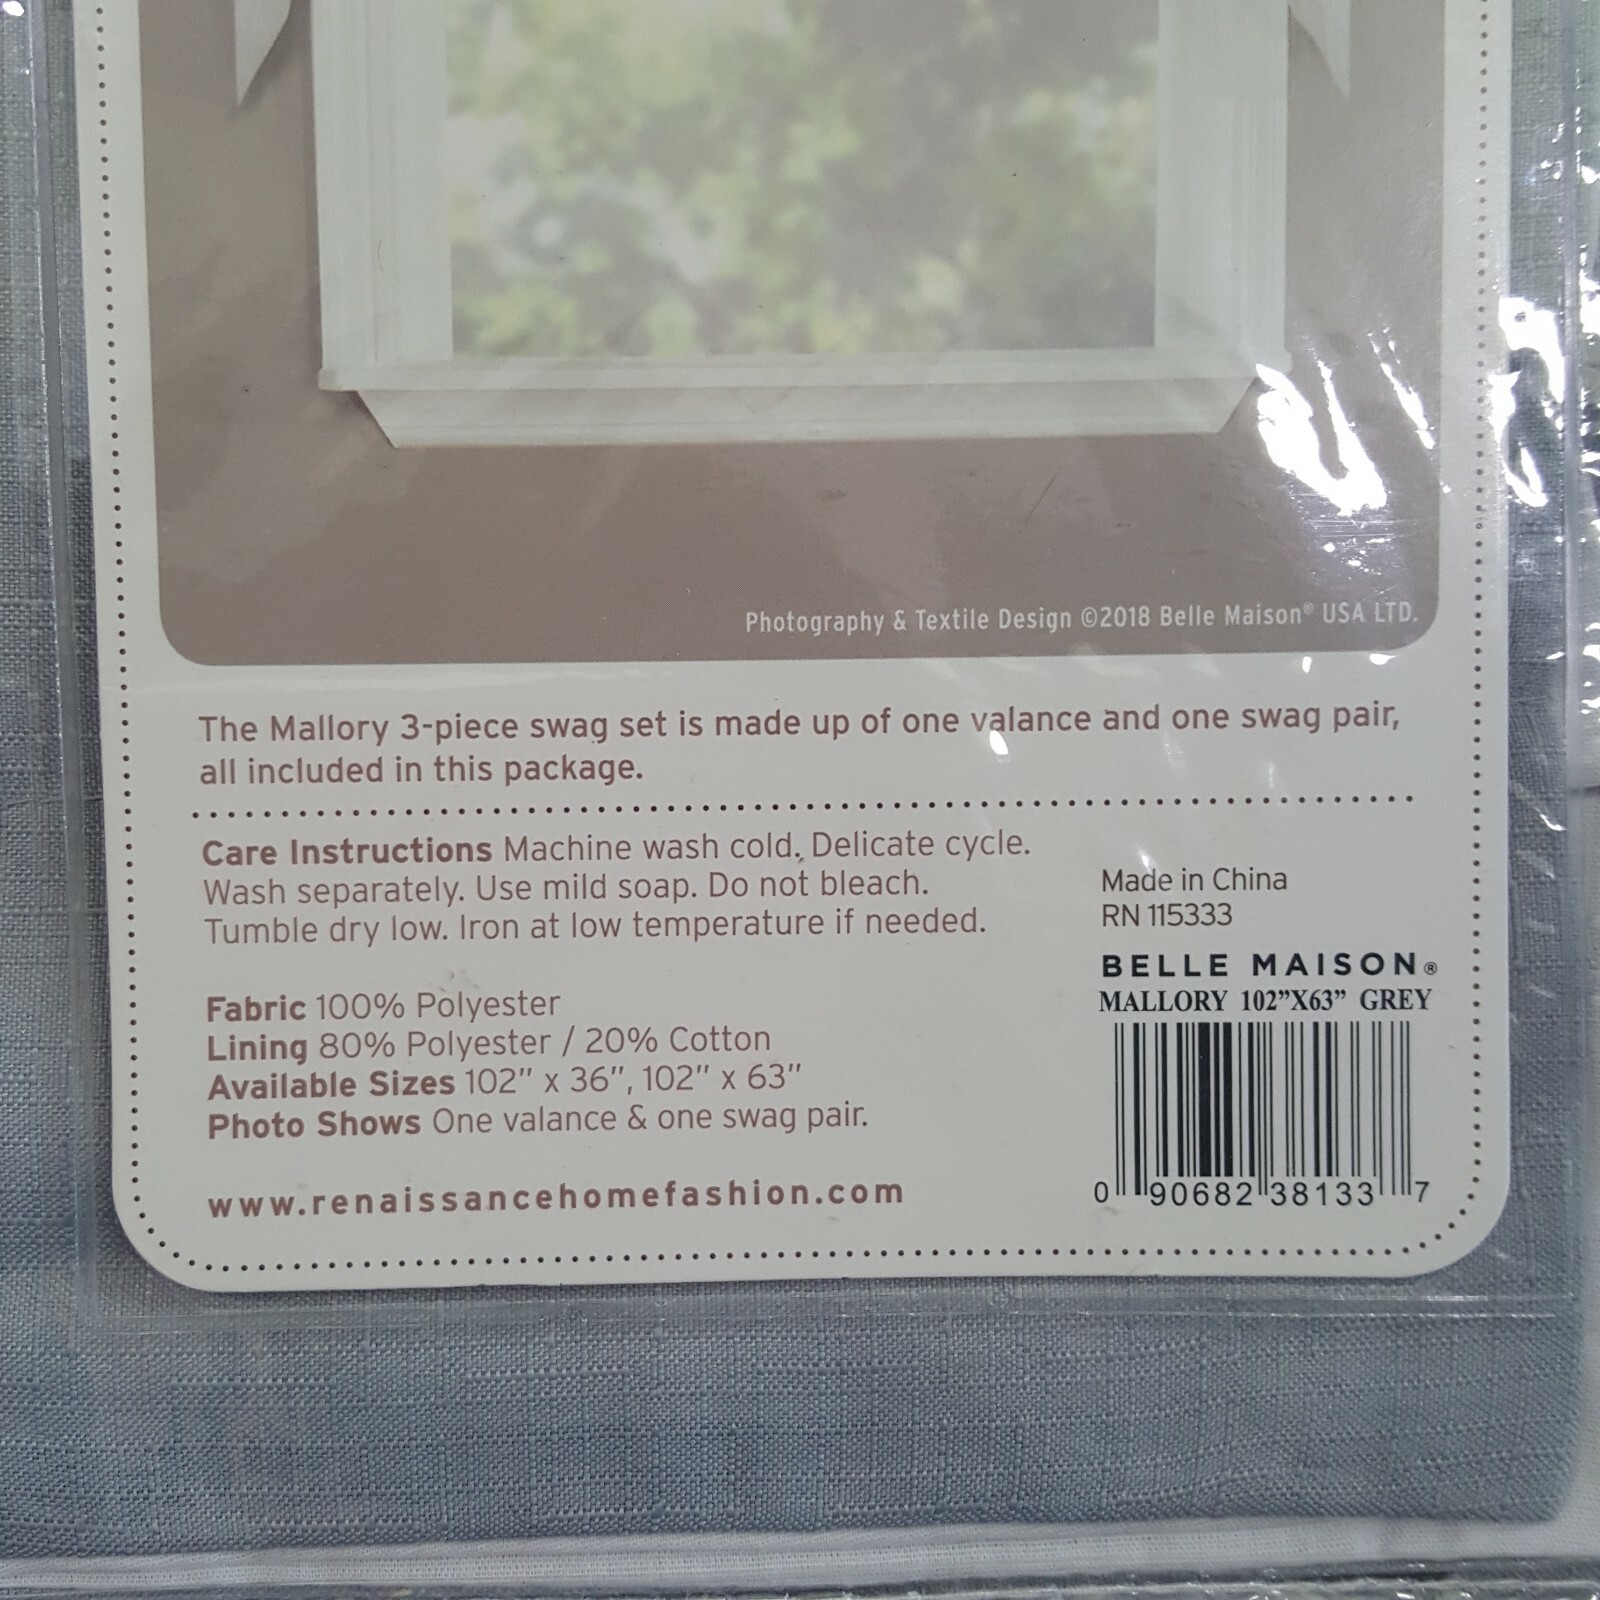 Photography & Textile Design ©2018 Belle Maison® USA LTD.
The Mallory 3-piece swag set is made up of one valance and one swag pair,
all included in this package.
Care Instructions Machine wash cold. Delicate cycle.
Wash separately. Use mild soap. Do not bleach.
Tumble dry low. Iron at low temperature if needed.
Fabric 100% Polyester
Lining 80% Polyester / 20% Cotton
Available Sizes 102" x 36", 102" x 63"
Photo Shows One valance & one swag pair.
www.renaissancehomefashion.com
Made in China
RN 115333
BELLE MAISON®
MALLORY 102"X63" GREY
0 90682 38133 7